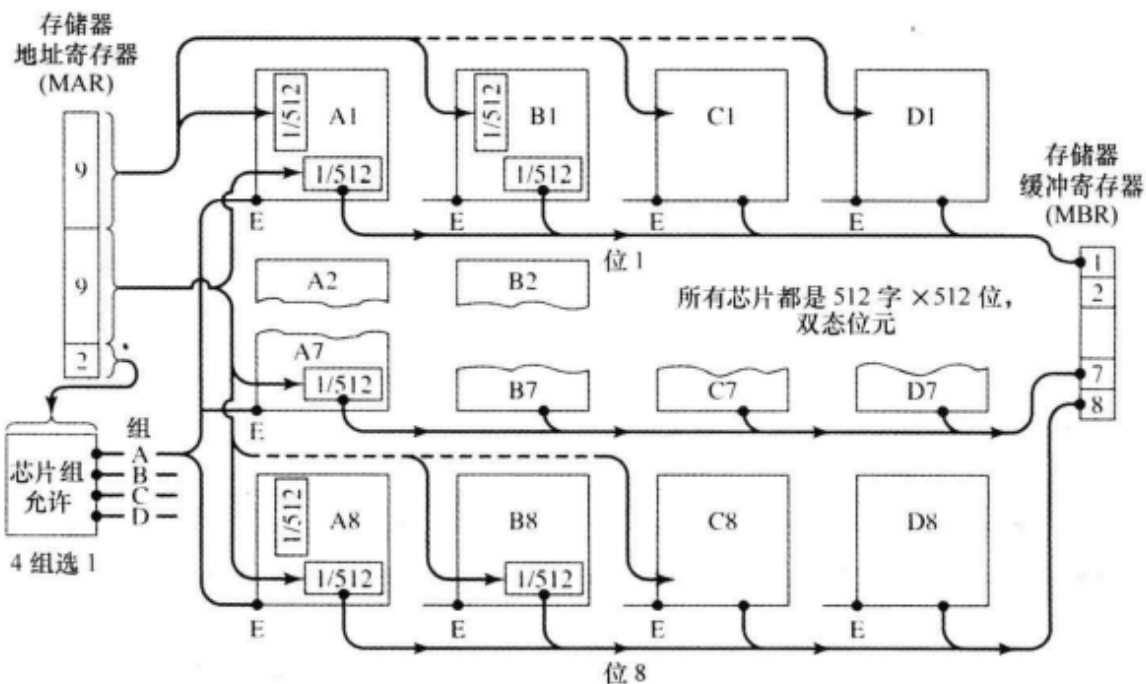 存储器
地址寄存器
(MAR)
9
9
2
芯片组
允许
4 组选 1
组
A
B
C
D
1/512
A1
1/512
E
1/512
B1
1/512
E
C1
E
D1
E
位 1
A2
B2
所有芯片都是 512 字 ×512 位，
双态位元
A7
1/512
E
B7
C7
D7
1/512
A8
1/512
E
B8
1/512
E
C8
E
D8
E
位 8
存储器
缓冲寄存器
(MBR)
1
2
7
8